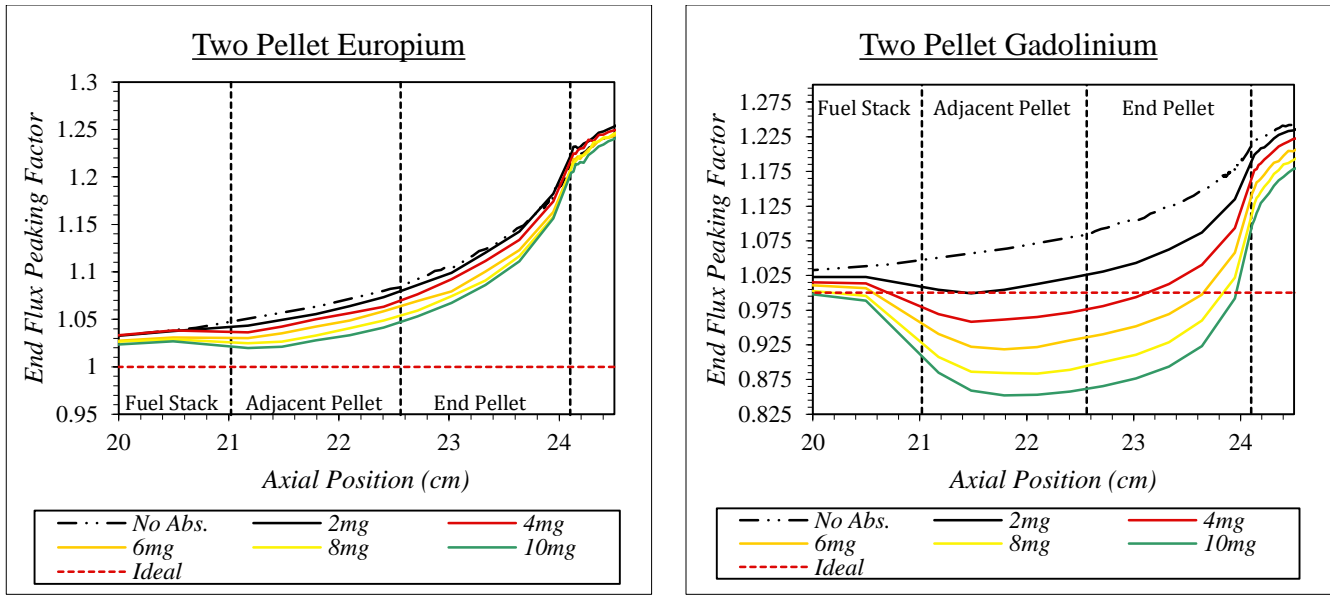 Two Pellet Europium
End Flux Peaking Factor
1.3
1.25
1.2
1.15
1.1
1.05
1
0.95
Fuel Stack Adjacent Pellet End Pellet
20 21 22 23 24
Axial Position (cm)
No Abs. 2mg 4mg
6mg 8mg 10mg
Ideal
Two Pellet Gadolinium
End Flux Peaking Factor
Fuel Stack Adjacent Pellet End Pellet
1.275
1.225
1.175
1.125
1.075
1.025
0.975
0.925
0.875
0.825
20 21 22 23 24
Axial Position (cm)
No Abs. 2mg 4mg
6mg 8mg 10mg
Ideal